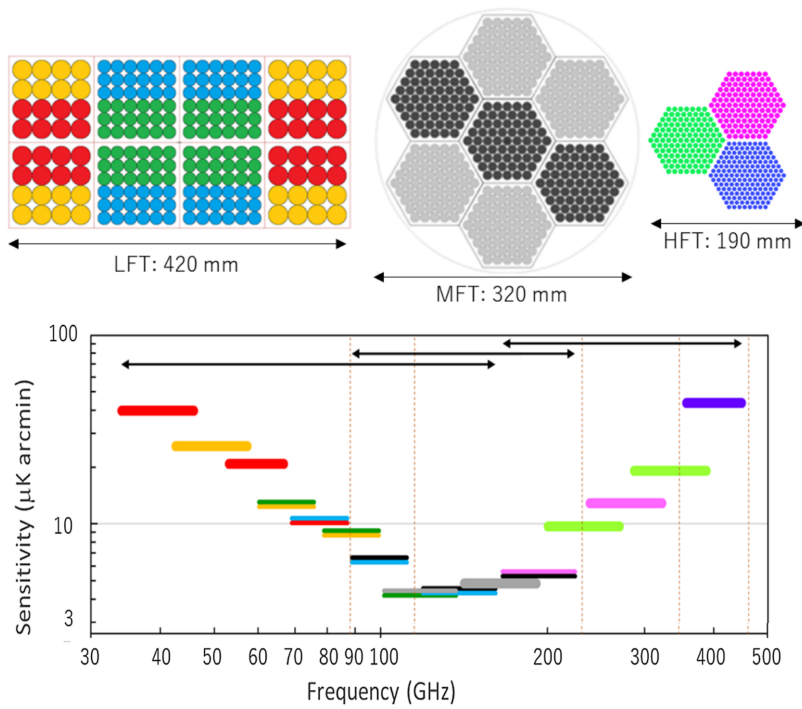 LFT: 420 mm
MFT: 320 mm
HFT: 190 mm
Sensitivity (μK arcmin)
100
10
3
30 40 50 60 70 80 90 100 200 300 400 500
Frequency (GHz)